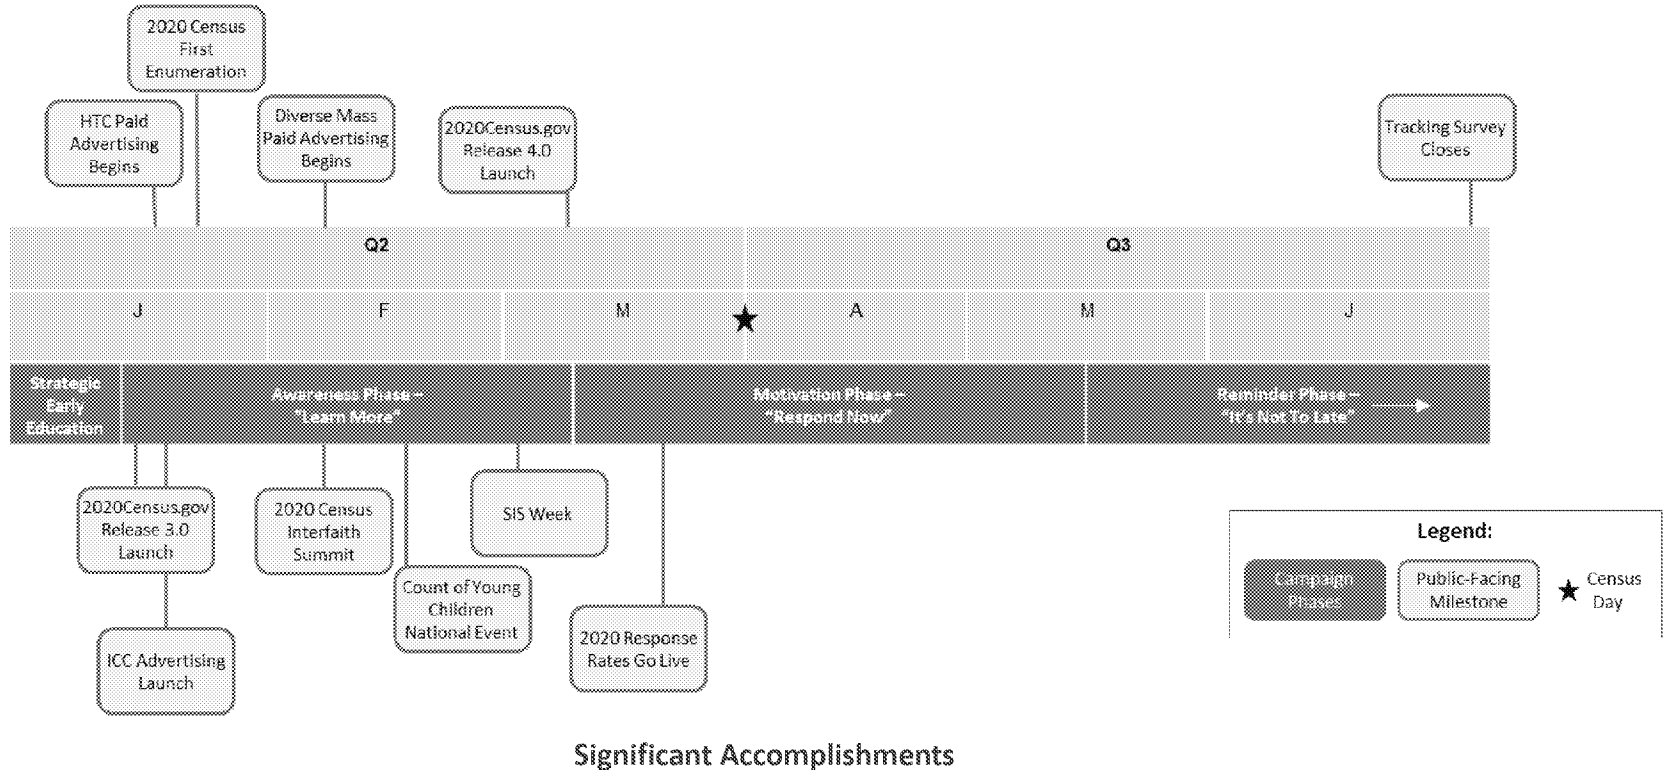 2020 Census
First
Enumeration
HTC Paid
Advertising
Begins
Diverse Mass
Paid Advertising
Begins
2020Census.gov
Release 4.0
Launch
Tracking Survey
Closes
Q2
Q3
J
F
M
A
M
J
Strategic
Early
Education
Awareness Phase –
"Learn More"
Motivation Phase –
"Respond Now"
Reminder Phase –
"It's Not To Late"
2020Census.gov
Release 3.0
Launch
2020 Census
Interfaith
Summit
SIS Week
Count of Young
Children
National Event
2020 Response
Rates Go Live
ICC Advertising
Launch
Legend:
Campaign
Phases
Public-Facing
Milestone
Census
Day
Significant Accomplishments